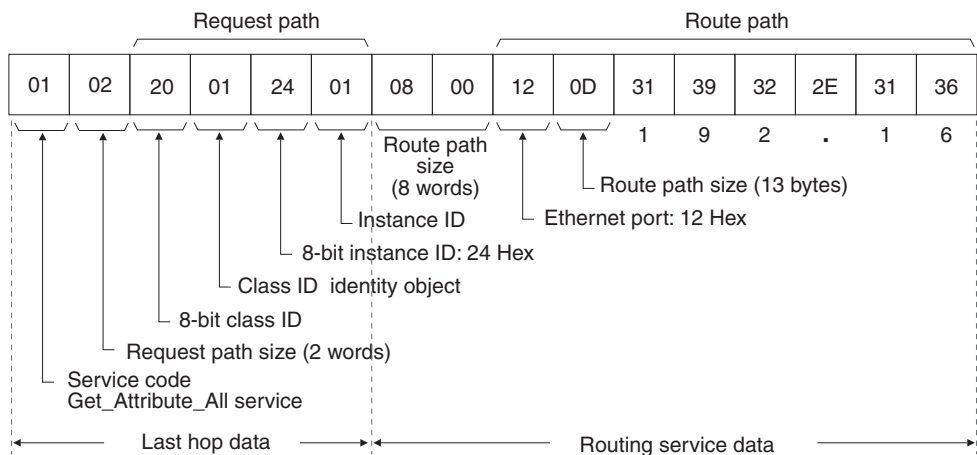 Request path Route path
01 02 20 01 24 01 08 00 12 0D 31 39 32 2E 31 36
1 9 2 . 1 6
Route path
size
(8 words)
Route path size (13 bytes)
Instance ID
Ethernet port: 12 Hex
8-bit instance ID: 24 Hex
Class ID identity object
8-bit class ID
Request path size (2 words)
Service code
Get_Attribute_All service
Last hop data Routing service data